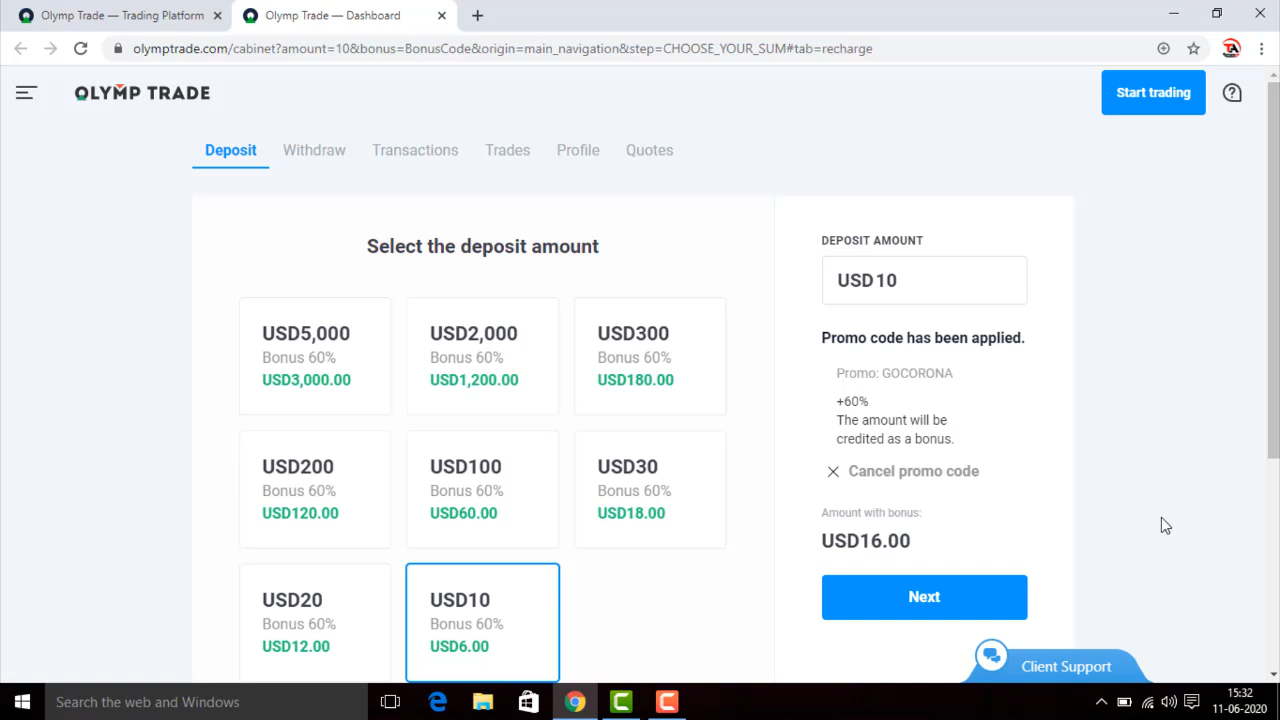 Olymp Trade — Trading Platform
Olymp Trade — Dashboard
olymptrade.com/cabinet?amount=10&bonus=BonusCode&origin=main_navigation&step=CHOOSE_YOUR_SUM#tab=recharge
OLYMP TRADE
Start trading
Deposit
Withdraw
Transactions
Trades
Profile
Quotes
Select the deposit amount
USD5,000
Bonus 60%
USD3,000.00
USD2,000
Bonus 60%
USD1,200.00
USD300
Bonus 60%
USD180.00
USD200
Bonus 60%
USD120.00
USD100
Bonus 60%
USD60.00
USD30
Bonus 60%
USD18.00
USD20
Bonus 60%
USD12.00
USD10
Bonus 60%
USD6.00
DEPOSIT AMOUNT
USD 10
Promo code has been applied.
Promo: GOCORONA
+60%
The amount will be
credited as a bonus.
Cancel promo code
Amount with bonus:
USD16.00
Next
Client Support
Search the web and Windows
15:32
11-06-2020